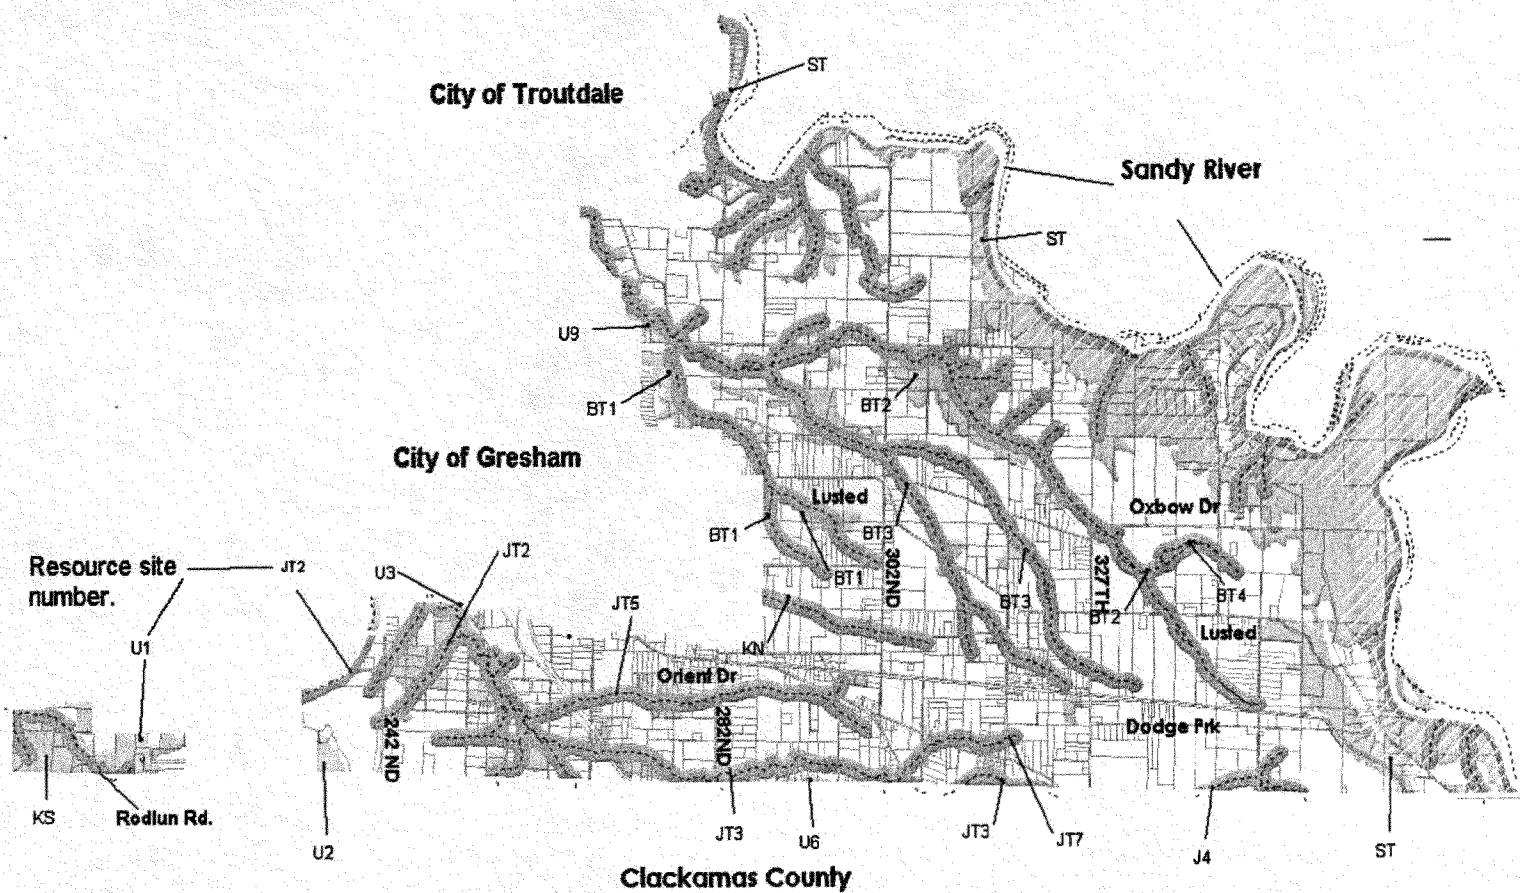 ST
City of Troutdale
Sandy River
ST
U9
BT1
BT2
City of Gresham
Lusted
Oxbow Dr
BT1
BT3
302ND
Resource site
number.
JT2
U3
JT2
BT1
327TH
JT5
BT3
BT2
BT4
U1
KN
Lusted
Orient Dr
242 ND
282ND
Dodge Prk
KS
Rodlun Rd.
U2
JT3
U6
JT3
JT7
J4
ST
Clackamas County